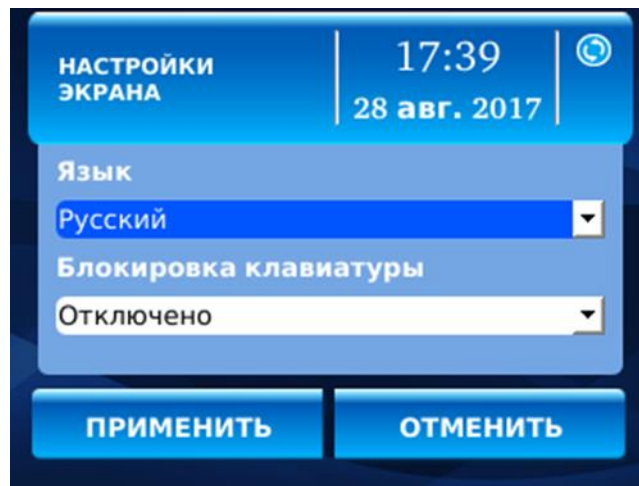 НАСТРОЙКИ
ЭКРАНА
17:39
28 авг. 2017
Язык
Русский
Блокировка клавиатуры
Отключено
ПРИМЕНИТЬ
ОТМЕНИТЬ